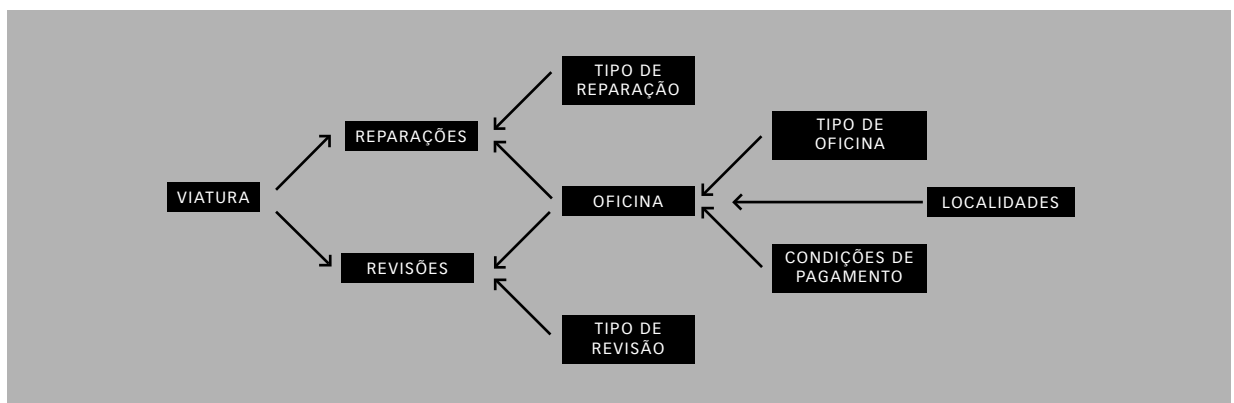 TIPO DE
REPARAÇÃO
TIPO DE
OFICINA
REPARAÇÕES
VIATURA
OFICINA
LOCALIDADES
REVISÕES
CONDIÇÕES DE
PAGAMENTO
TIPO DE
REVISÃO